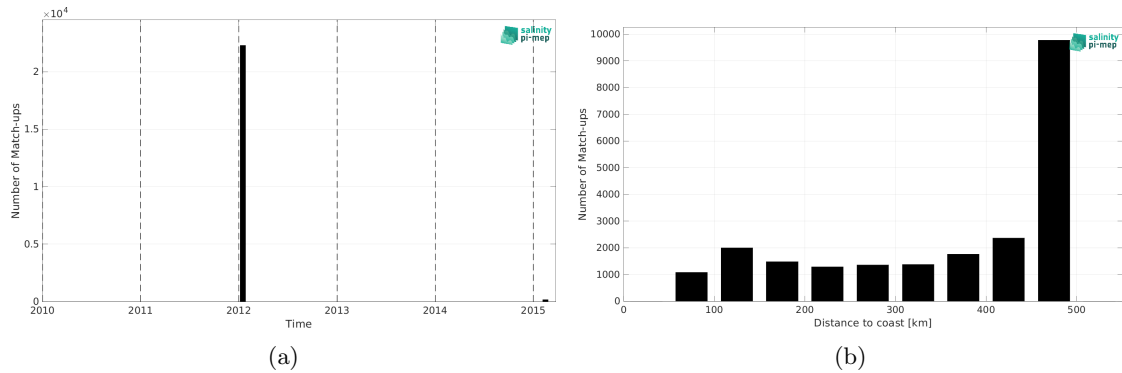 ×10⁴
salinity
pi-mep
2
1.5
1
0.5
0
Number of Match-ups
2010 2011 2012 2013 2014 2015
Time
(a)
salinity
pi-mep
10000
9000
8000
7000
6000
5000
4000
3000
2000
1000
0
Number of Match-ups
0 100 200 300 400 500
Distance to coast [km]
(b)